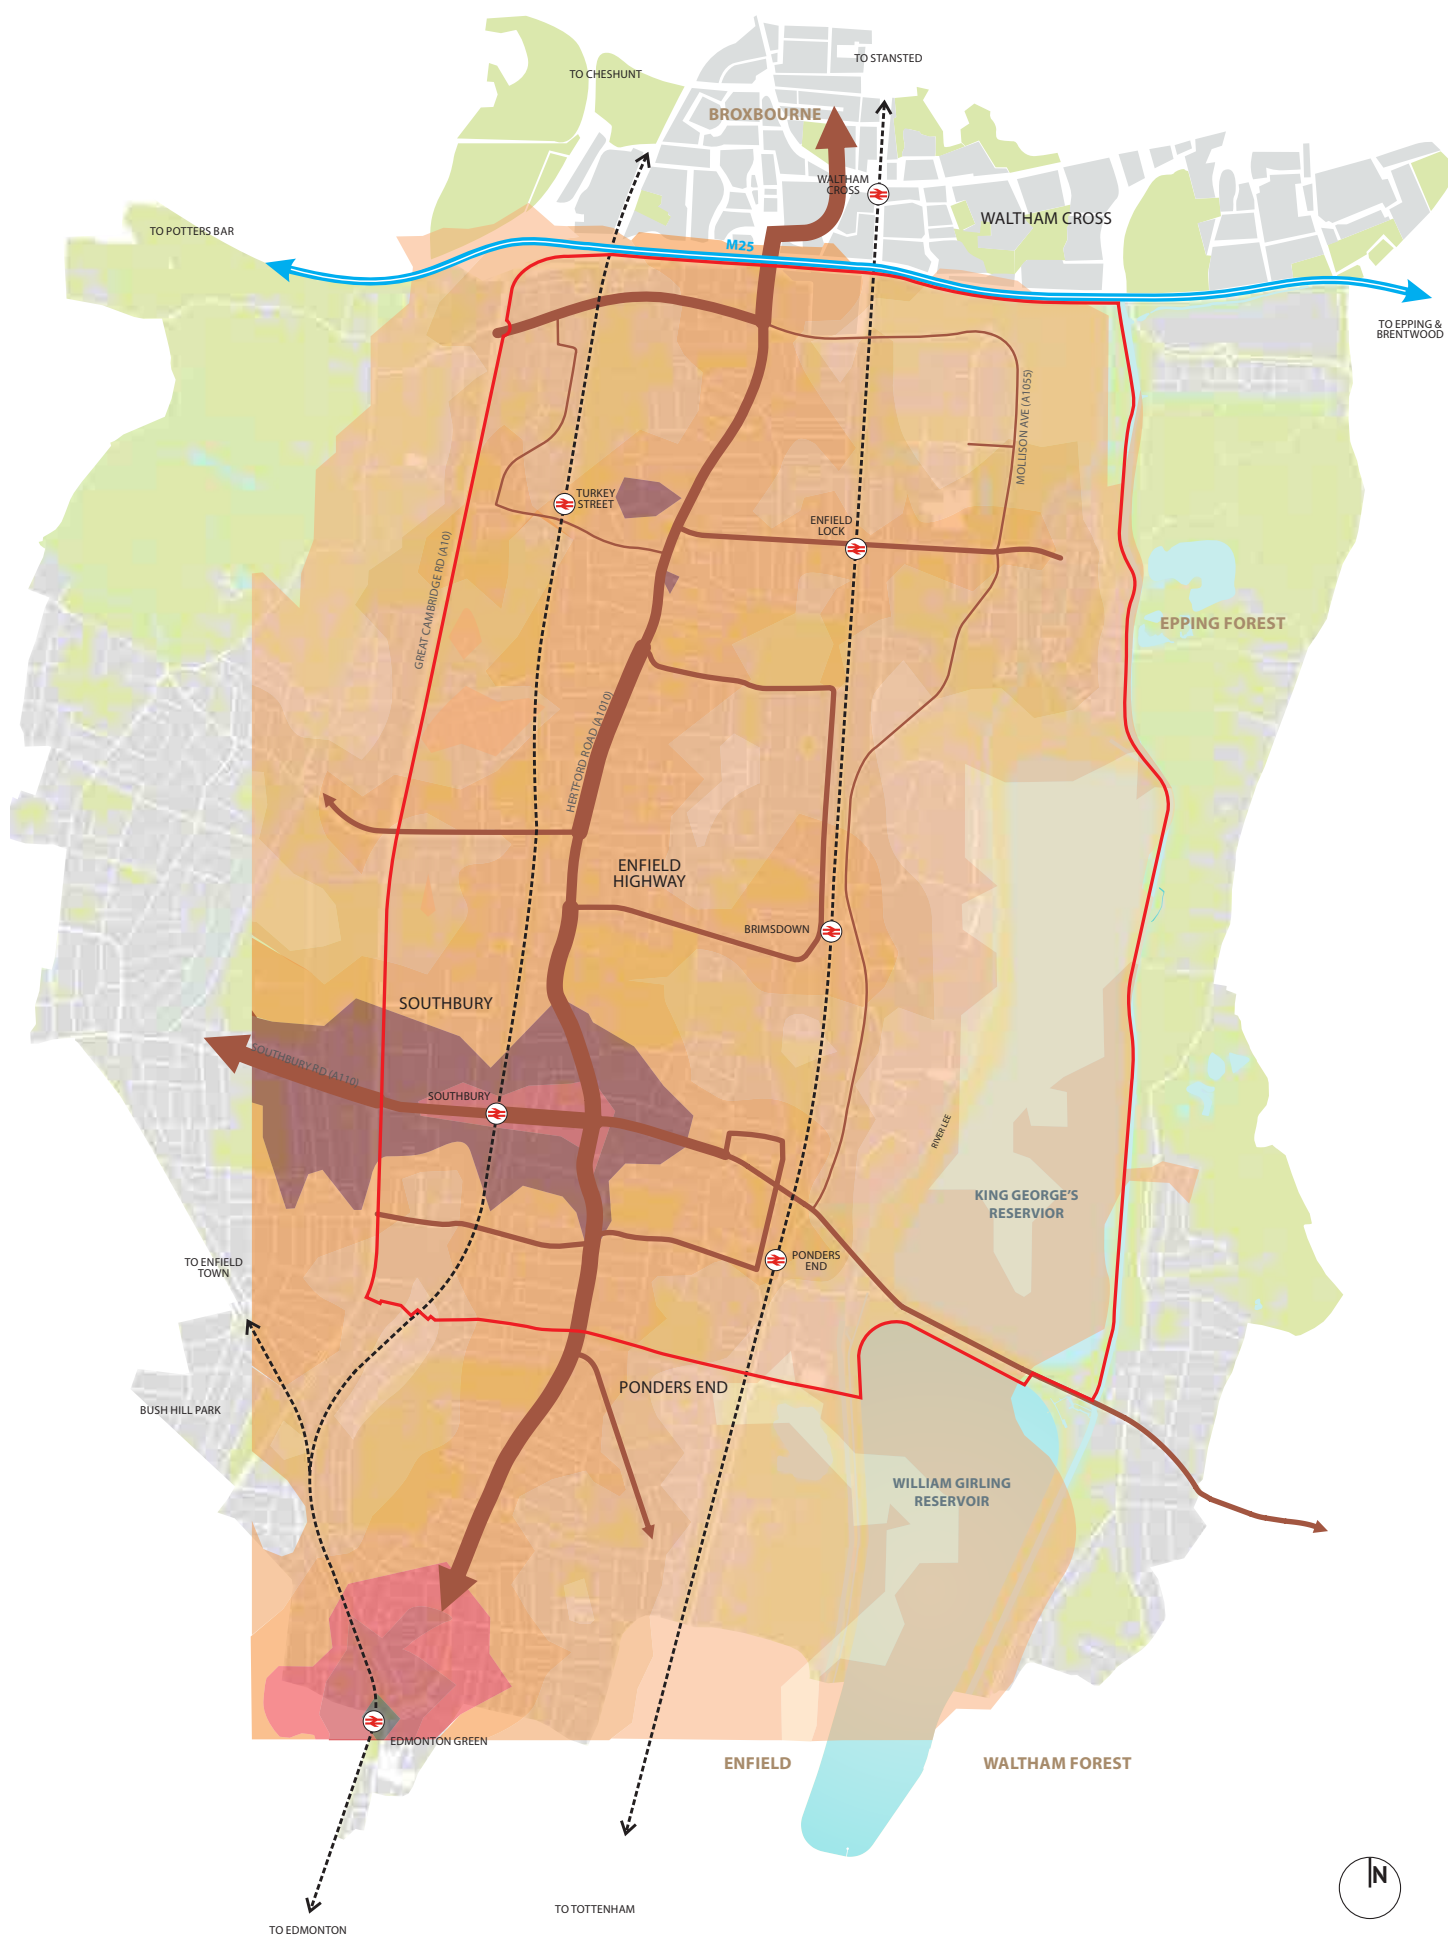 TO STANSTED
TO CHESHUNT
BROXBOURNE
WALTHAM
CROSS
WALTHAM CROSS
TO POTTERS BAR
M25
TO EPPING &
BRENTWOOD
MOLLISON AVE (A1055)
TURKEY
STREET
ENFIELD
LOCK
GREAT CAMBRIDGE RD (A10)
EPPING FOREST
HERTFORD ROAD (A1010)
ENFIELD
HIGHWAY
BRIMSDOWN
SOUTHBURY
SOUTHBURY RD (A110)
SOUTHBURY
RIVER LEE
KING GEORGE'S
RESERVIOR
PONDERS
END
TO ENFIELD
TOWN
PONDERS END
BUSH HILL PARK
WILLIAM GIRLING
RESERVOIR
EDMONTON GREEN
ENFIELD
WALTHAM FOREST
N
TO TOTTENHAM
TO EDMONTON